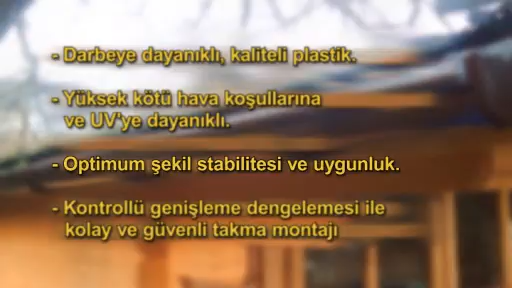 - Darbeye dayanıklı, kaliteli plastik.
- Yüksek kötü hava koşullarına
ve UV'ye dayanıklı.
- Optimum şekil stabilitesi ve uygunluk.
- Kontrollü genişleme dengelemesi ile
kolay ve güvenli takma montajı